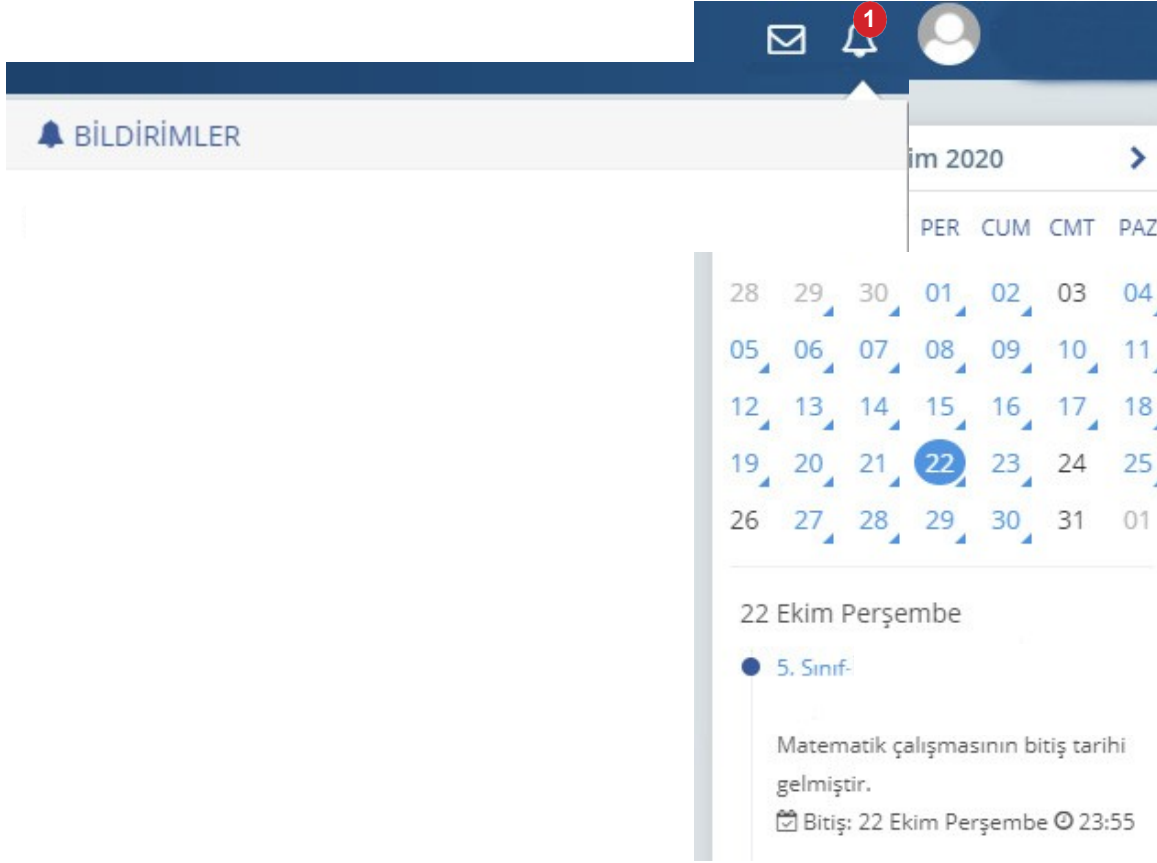 1
BİLDİRİMLER
im 2020
PER CUM CMT PAZ
28 29 30 01 02 03 04
05 06 07 08 09 10 11
12 13 14 15 16 17 18
19 20 21 22 23 24 25
26 27 28 29 30 31 01
22 Ekim Perşembe
5. Sınıf-
Matematik çalışmasının bitiş tarihi
gelmiştir.
Bitiş: 22 Ekim Perşembe 23:55